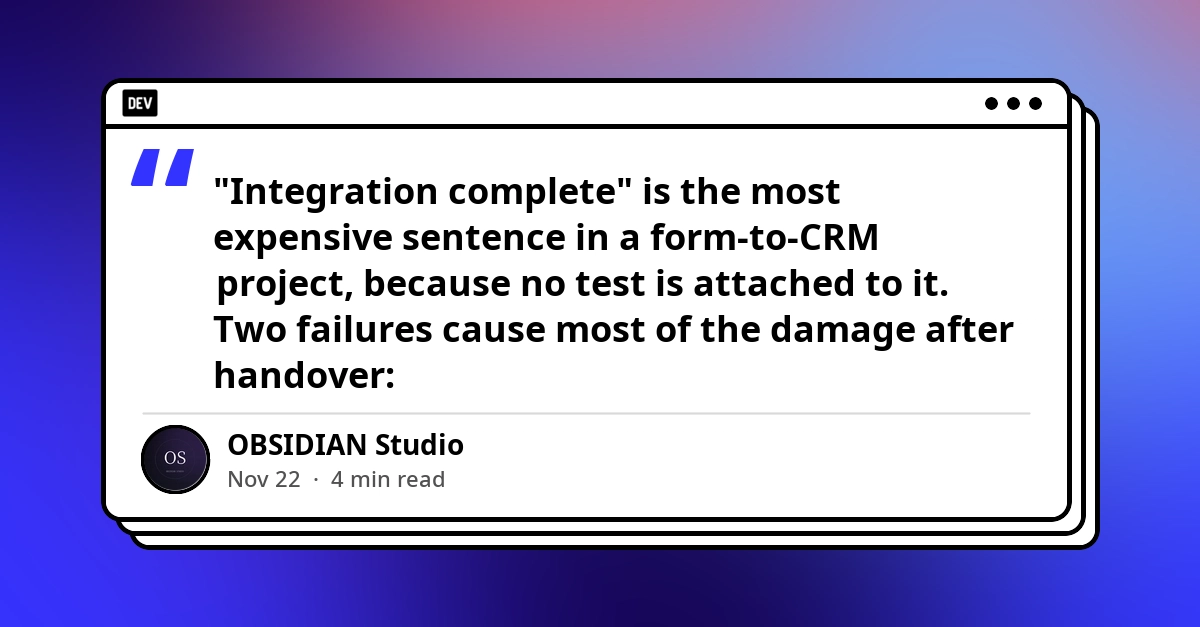 DEV
"Integration complete" is the most
expensive sentence in a form-to-CRM
project, because no test is attached to it.
Two failures cause most of the damage after
handover:
OS
OBSIDIAN Studio
Nov 22 · 4 min read